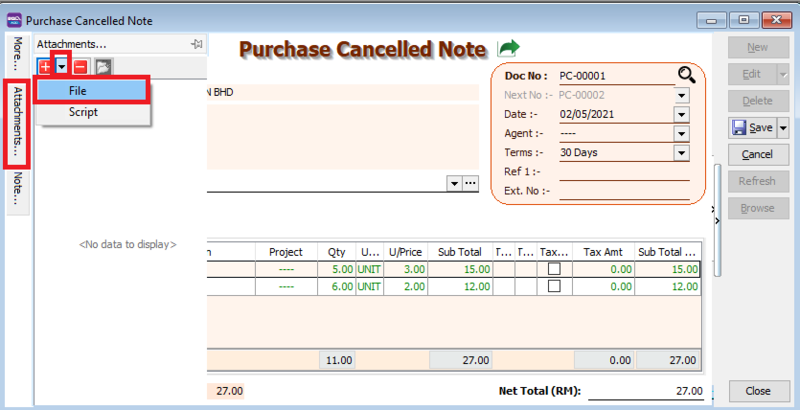 Purchase Cancelled Note
More...
Attachments...
Note...
Attachments...
File
Script
<No data to display>
Purchase Cancelled Note
N BHD
Doc No : PC-00001
Next No :- PC-00002
Date :- 02/05/2021
Agent :- ----
Terms :- 30 Days
Ref 1 :-
Ext. No :-
Project Qty U... U/Price Sub Total T... T... Tax... Tax Amt Sub Total ...
---- 5.00 UNIT 3.00 15.00 0.00 15.00
---- 6.00 UNIT 2.00 12.00 0.00 12.00
11.00 27.00 0.00 27.00
27.00 Net Total (RM): 27.00
New
Edit
Delete
Save
Cancel
Refresh
Browse
Close